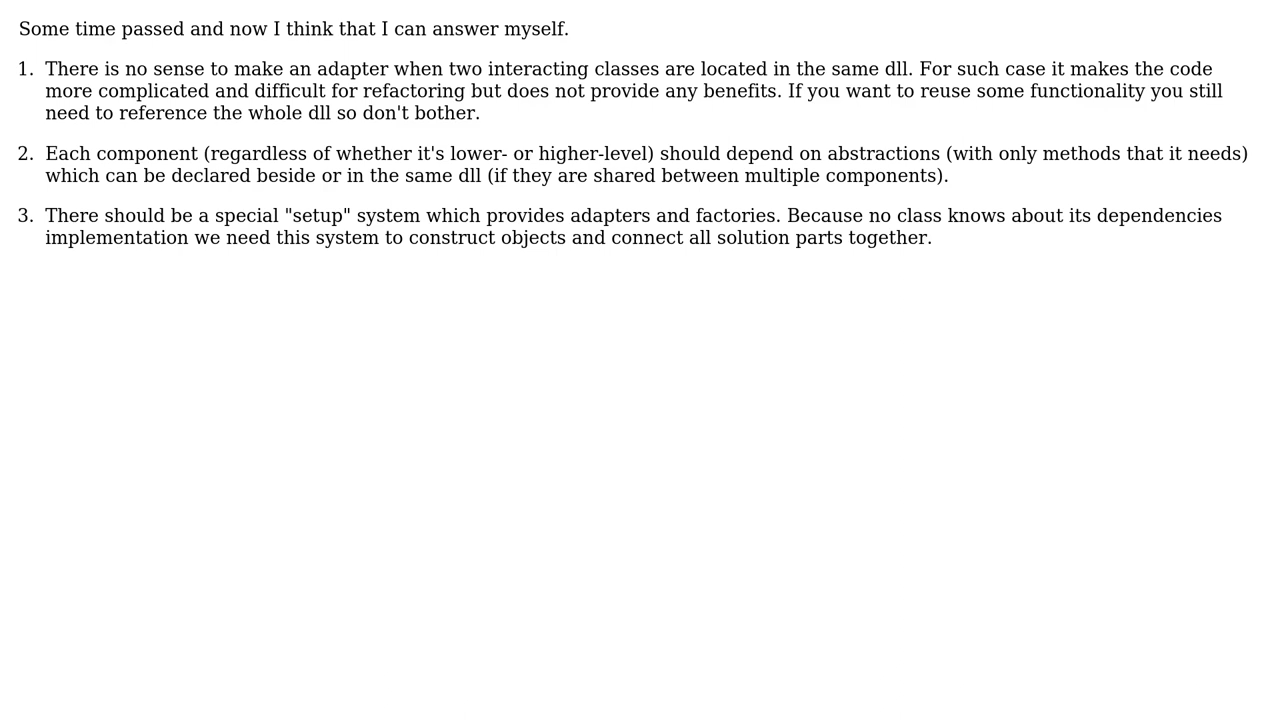 Some time passed and now I think that I can answer myself.
1. There is no sense to make an adapter when two interacting classes are located in the same dll. For such case it makes the code
more complicated and difficult for refactoring but does not provide any benefits. If you want to reuse some functionality you still
need to reference the whole dll so don't bother.
2. Each component (regardless of whether it's lower- or higher-level) should depend on abstractions (with only methods that it needs)
which can be declared beside or in the same dll (if they are shared between multiple components).
3. There should be a special "setup" system which provides adapters and factories. Because no class knows about its dependencies
implementation we need this system to construct objects and connect all solution parts together.